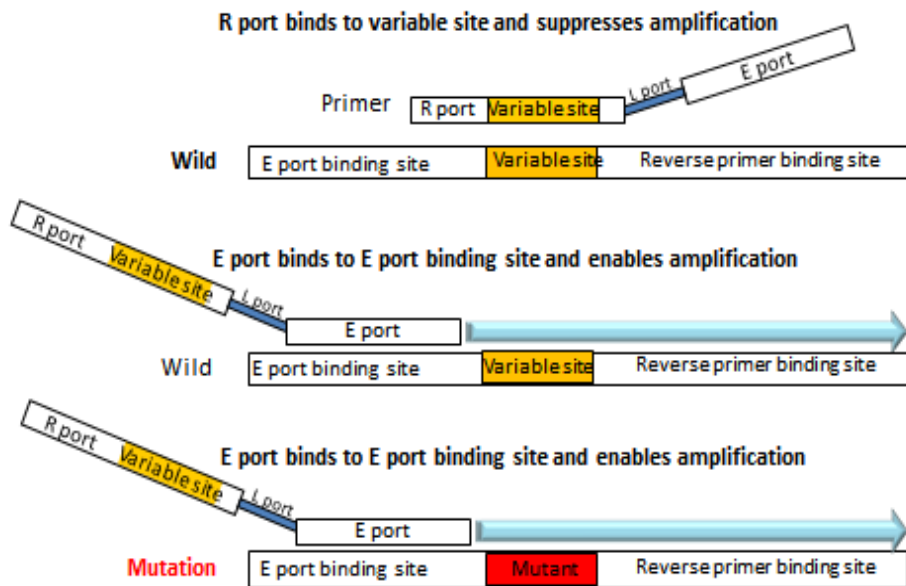 R port binds to variable site and suppresses amplification
E port
L port
Primer R port Variable site
Wild E port binding site Variable site Reverse primer binding site
R port Variable site
L port
E port binds to E port binding site and enables amplification
E port
Wild E port binding site Variable site Reverse primer binding site
R port Variable site
L port
E port binds to E port binding site and enables amplification
E port
Mutation E port binding site Mutant Reverse primer binding site